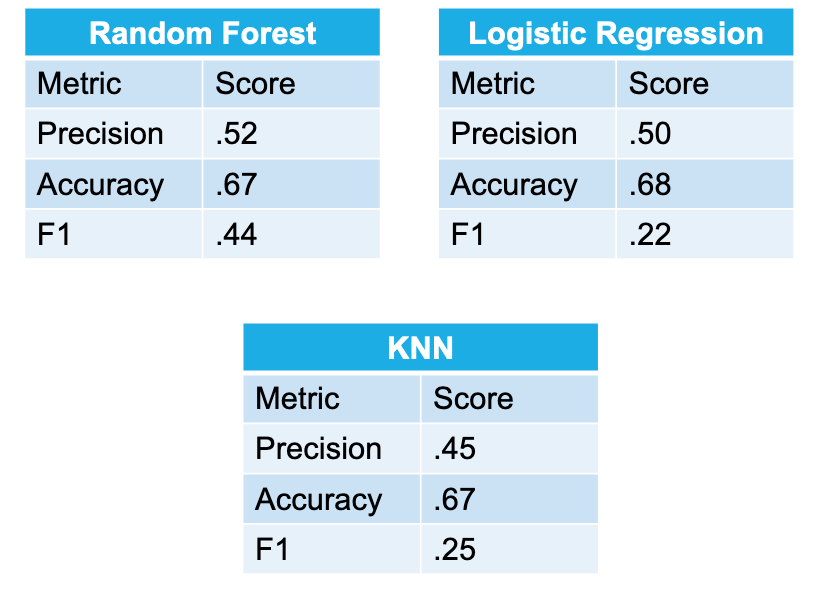 Random Forest
Metric Score
Precision .52
Accuracy .67
F1 .44
Logistic Regression
Metric Score
Precision .50
Accuracy .68
F1 .22
KNN
Metric Score
Precision .45
Accuracy .67
F1 .25